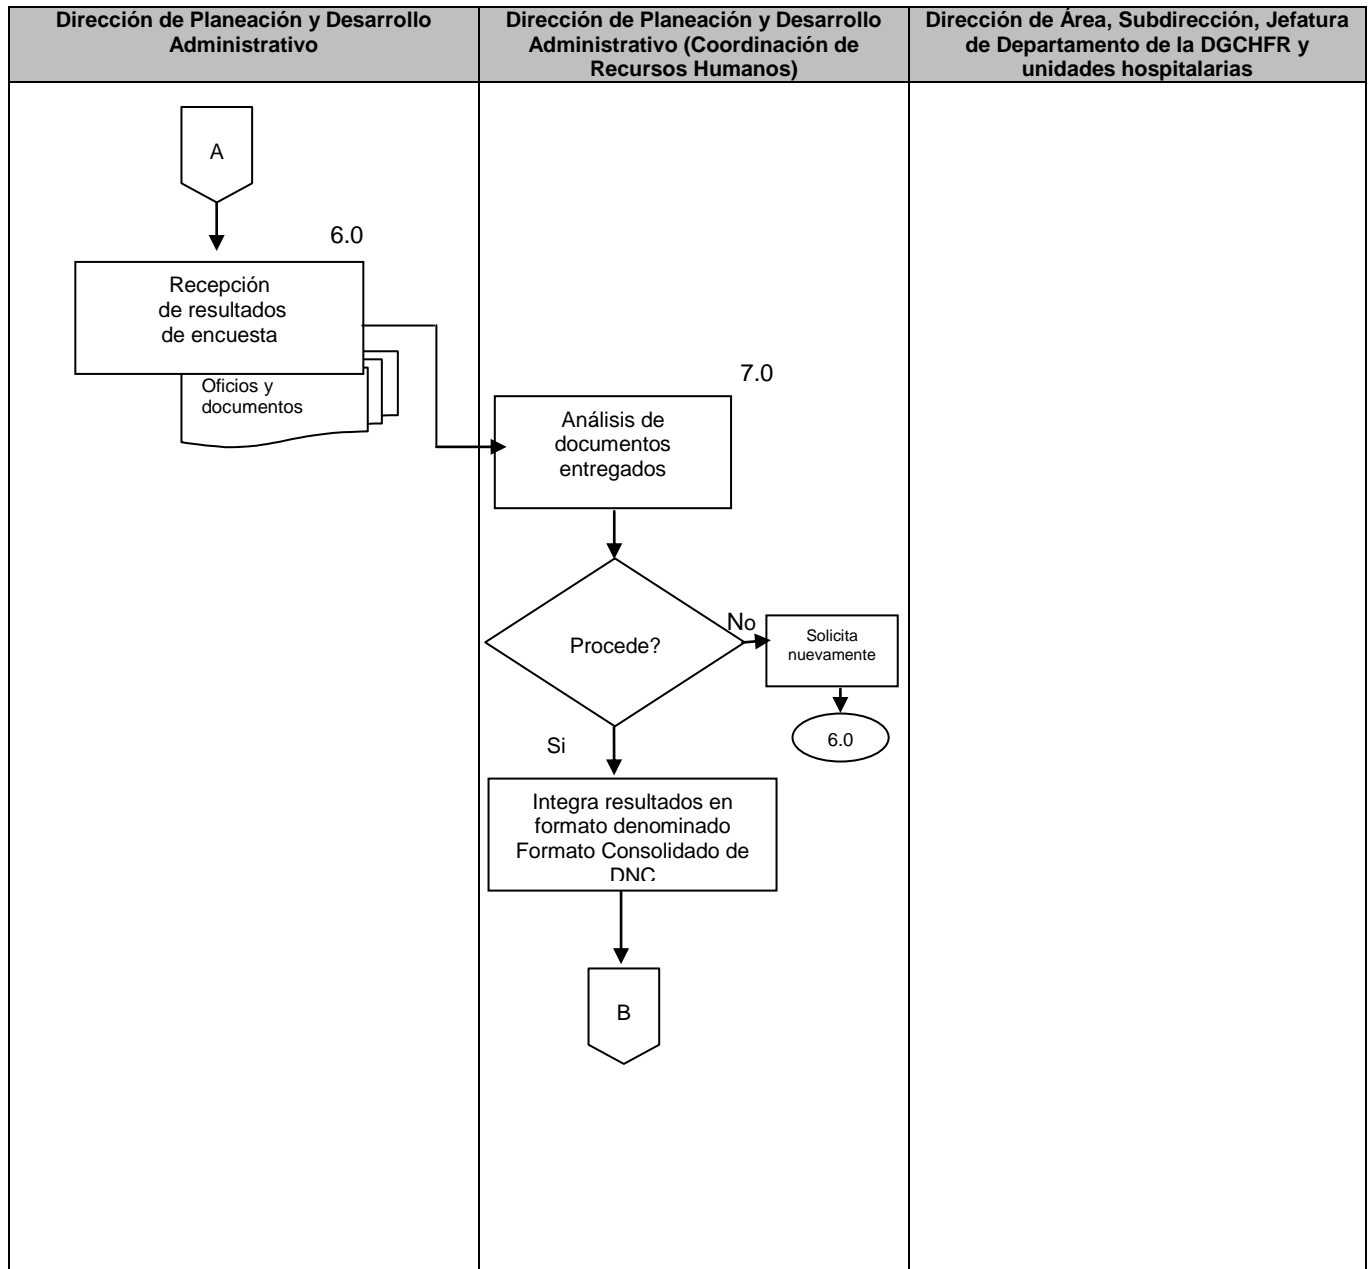 Dirección de Planeación y Desarrollo
Administrativo
Dirección de Planeación y Desarrollo
Administrativo (Coordinación de
Recursos Humanos)
Dirección de Área, Subdirección, Jefatura
de Departamento de la DGCHFR y
unidades hospitalarias
A
6.0
Recepción
de resultados
de encuesta
Oficios y
documentos
7.0
Análisis de
documentos
entregados
Procede?
No
Solicita
nuevamente
6.0
Si
Integra resultados en
formato denominado
Formato Consolidado de
DNC
B